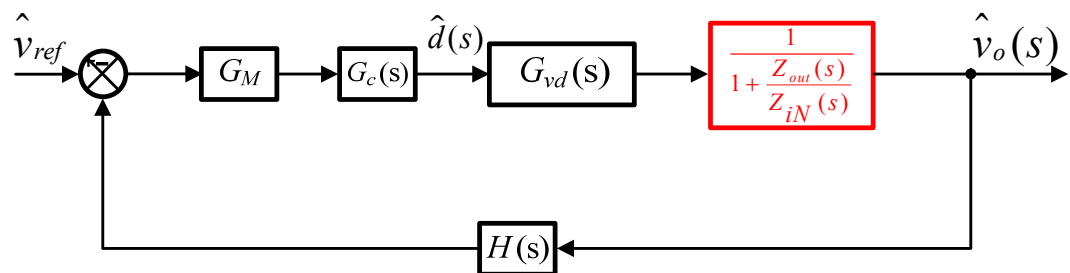 v̂ref
-
GM
Gc(s)
d̂(s)
Gvd(s)
1
1 + Zout(s)
ZiN(s)
v̂o(s)
H(s)